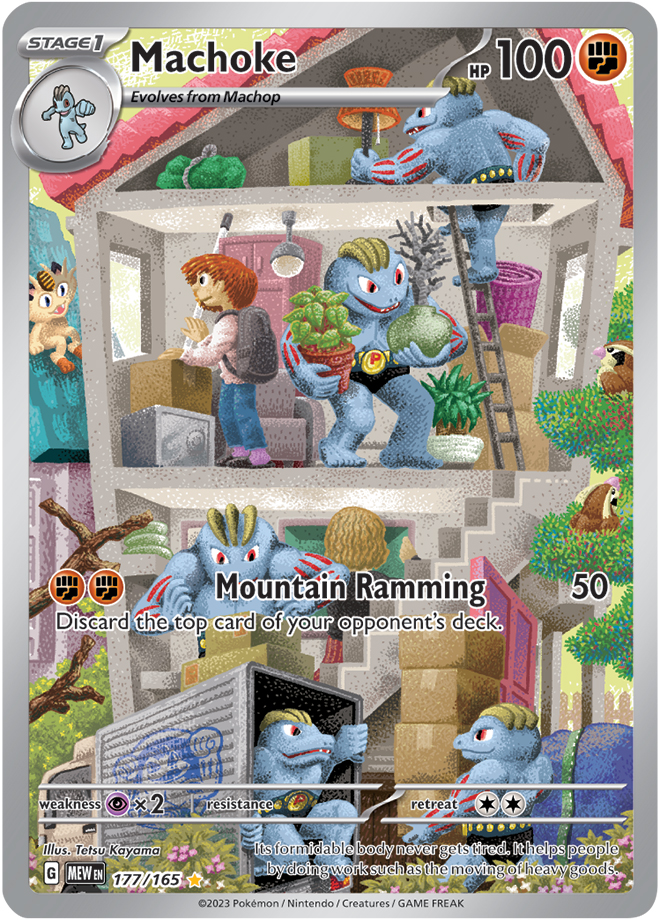 STAGE1
Machoke
HP 100
Evolves from Machop
P
Mountain Ramming 50
Discard the top card of your opponent's deck.
weakness ×2 resistance retreat
Illus. Tetsu Kayama
Its formidable body never gets tired. It helps people
by doing work such as the moving of heavy goods.
G MEW EN 177/165
©2023 Pokémon / Nintendo / Creatures / GAME FREAK